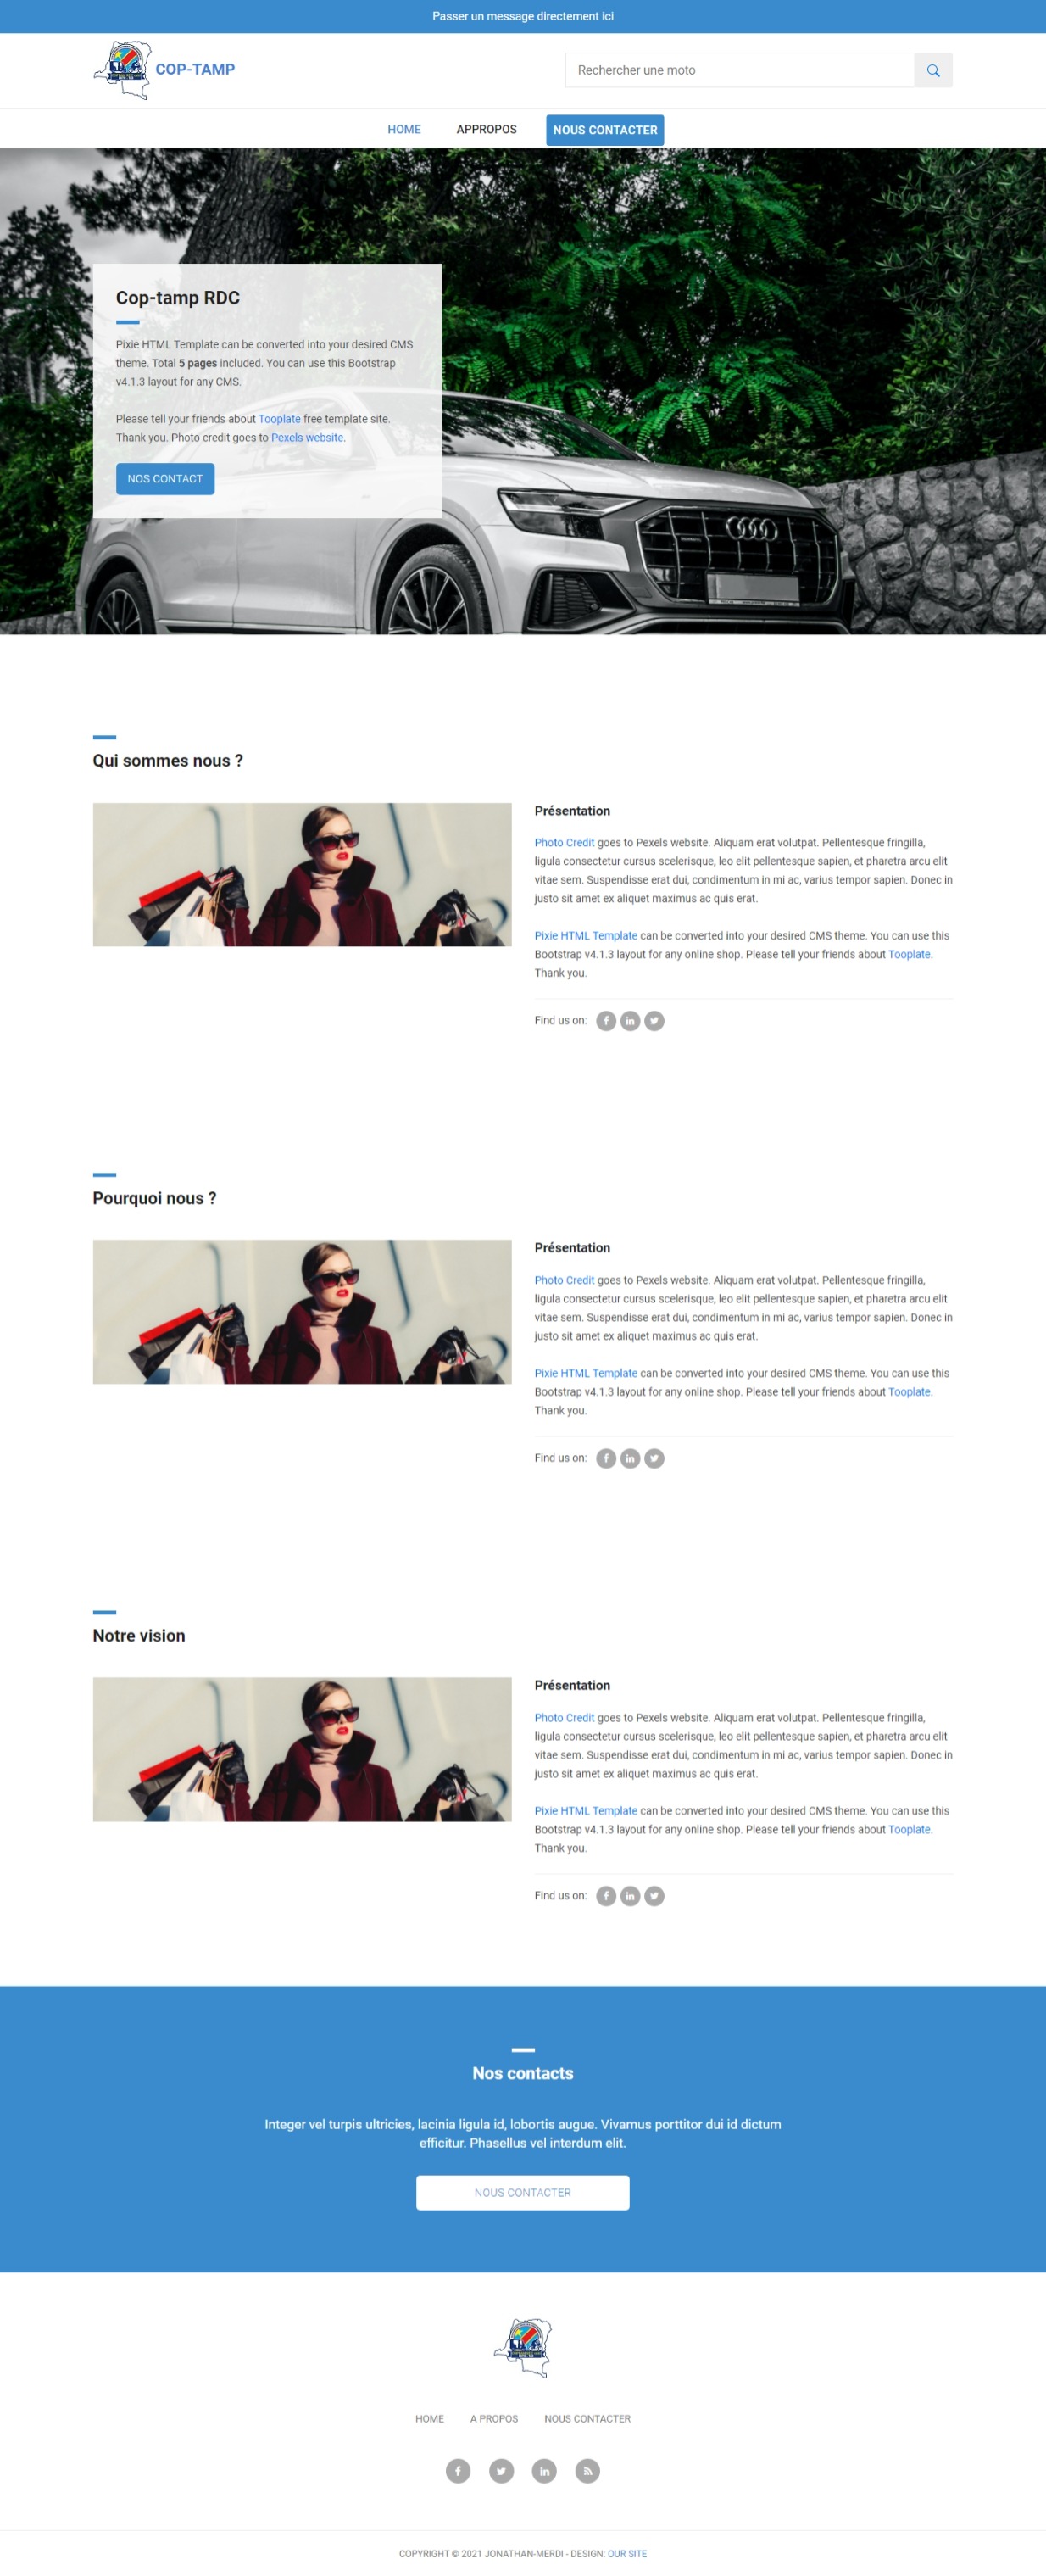 Passer un message directement ici
COP-TAMP
Rechercher une moto
HOME
APPROPOS
NOUS CONTACTER
Cop-tamp RDC
Pixie HTML Template can be converted into your desired CMS
theme. Total 5 pages included. You can use this Bootstrap
v4.1.3 layout for any CMS.
Please tell your friends about Tooplate free template site.
Thank you. Photo credit goes to Pexels website.
NOS CONTACT
Qui sommes nous ?
Présentation
Photo Credit goes to Pexels website. Aliquam erat volutpat. Pellentesque fringilla,
ligula consectetur cursus scelerisque, leo elit pellentesque sapien, et pharetra arcu elit
vitae sem. Suspendisse erat dui, condimentum in mi ac, varius tempor sapien. Donec in
justo sit amet ex aliquet maximus ac quis erat.
Pixie HTML Template can be converted into your desired CMS theme. You can use this
Bootstrap v4.1.3 layout for any online shop. Please tell your friends about Tooplate.
Thank you.
Find us on:
Pourquoi nous ?
Présentation
Photo Credit goes to Pexels website. Aliquam erat volutpat. Pellentesque fringilla,
ligula consectetur cursus scelerisque, leo elit pellentesque sapien, et pharetra arcu elit
vitae sem. Suspendisse erat dui, condimentum in mi ac, varius tempor sapien. Donec in
justo sit amet ex aliquet maximus ac quis erat.
Pixie HTML Template can be converted into your desired CMS theme. You can use this
Bootstrap v4.1.3 layout for any online shop. Please tell your friends about Tooplate.
Thank you.
Find us on:
Notre vision
Présentation
Photo Credit goes to Pexels website. Aliquam erat volutpat. Pellentesque fringilla,
ligula consectetur cursus scelerisque, leo elit pellentesque sapien, et pharetra arcu elit
vitae sem. Suspendisse erat dui, condimentum in mi ac, varius tempor sapien. Donec in
justo sit amet ex aliquet maximus ac quis erat.
Pixie HTML Template can be converted into your desired CMS theme. You can use this
Bootstrap v4.1.3 layout for any online shop. Please tell your friends about Tooplate.
Thank you.
Find us on:
Nos contacts
Integer vel turpis ultricies, lacinia ligula id, lobortis augue. Vivamus porttitor dui id dictum
efficitur. Phasellus vel interdum elit.
NOUS CONTACTER
HOME
A PROPOS
NOUS CONTACTER
COPYRIGHT © 2021 JONATHAN-MERDI - DESIGN: OUR SITE